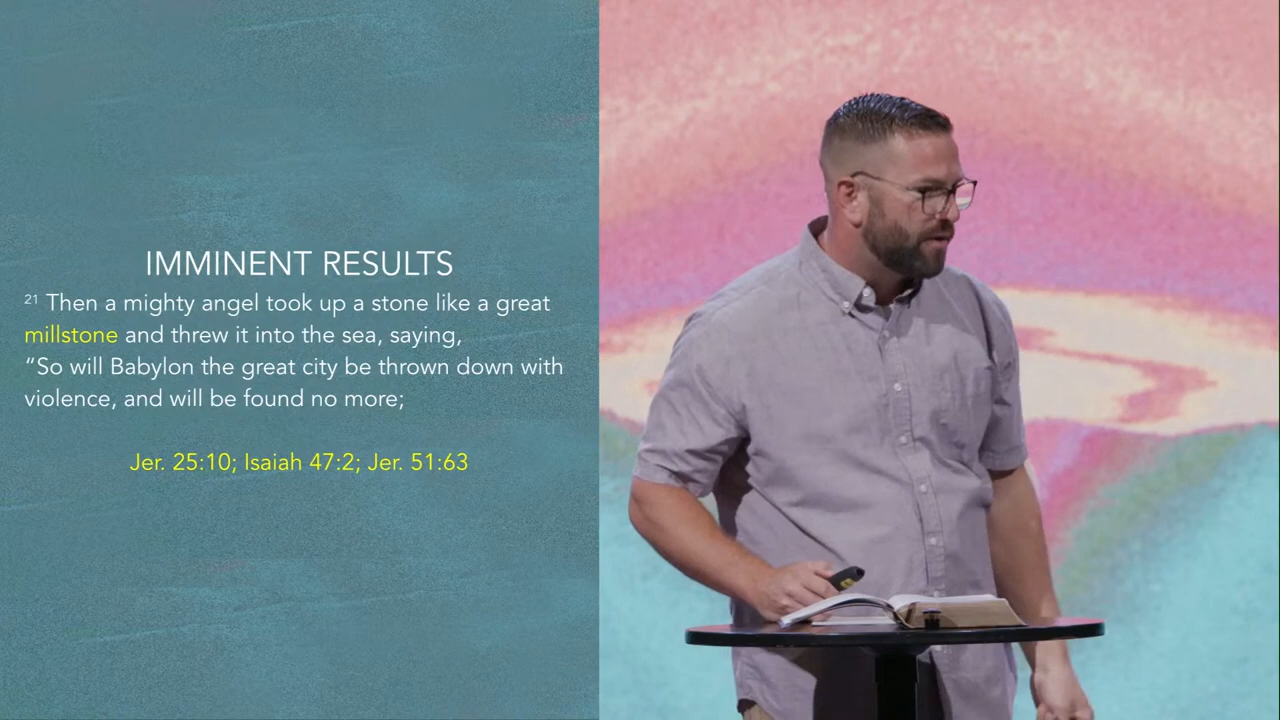 IMMINENT RESULTS
²¹ Then a mighty angel took up a stone like a great
millstone and threw it into the sea, saying,
“So will Babylon the great city be thrown down with
violence, and will be found no more;
Jer. 25:10; Isaiah 47:2; Jer. 51:63